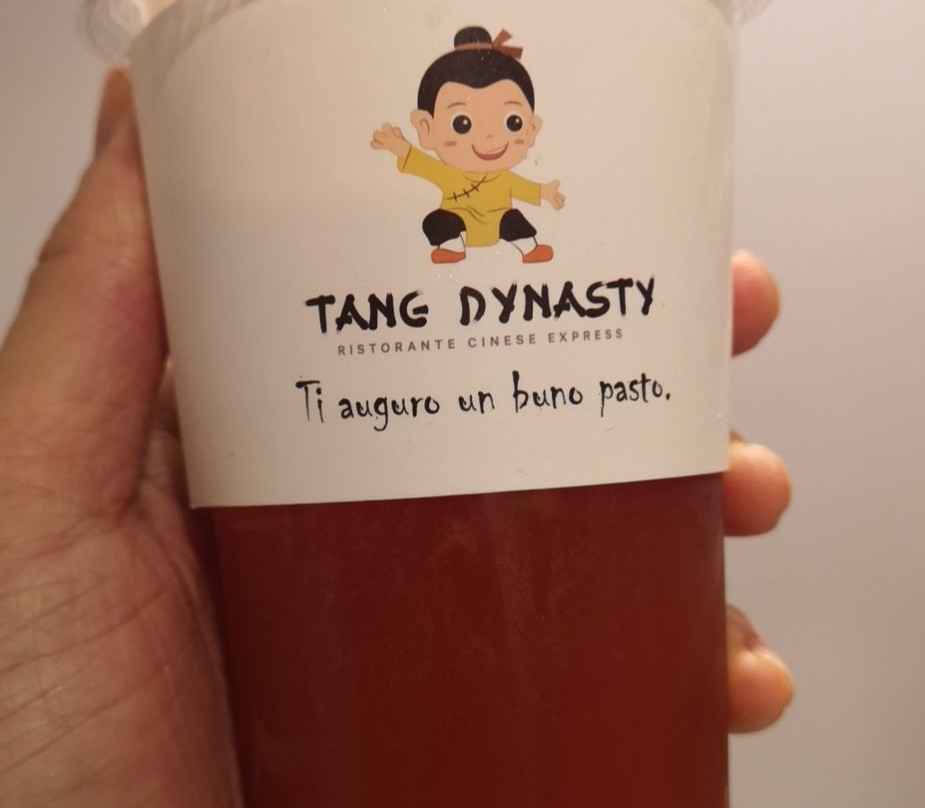 TANG DYNASTY
RISTORANTE CINESE EXPRESS
Ti auguro un buno pasto.